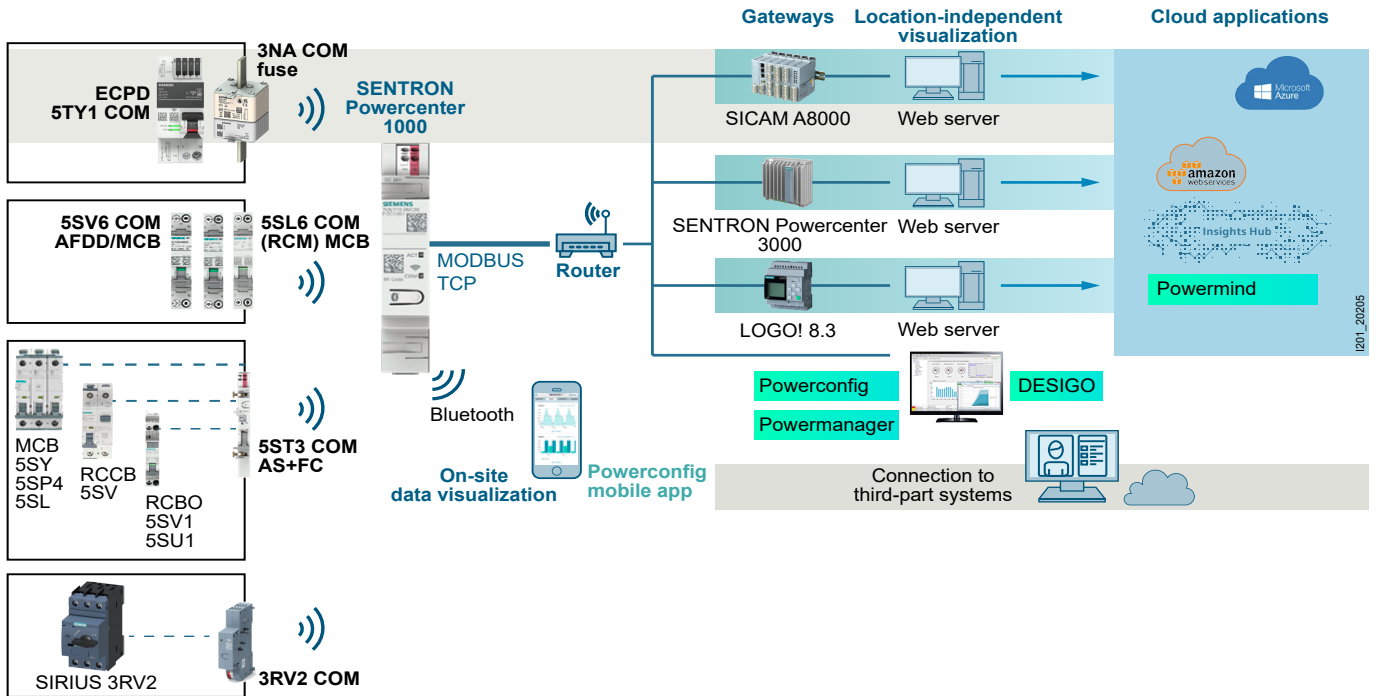 Gateways
Location-independent
visualization
Cloud applications
3NA COM
fuse
ECPD
5TY1 COM
SENTRON
Powercenter
1000
SICAM A8000
Web server
Microsoft
Azure
5SV6 COM
AFDD/MCB
5SL6 COM
(RCM) MCB
SIEMENS
ACT
COM
MODBUS
TCP
Router
SENTRON Powercenter
3000
Web server
amazon
webservices
Insights Hub
LOGO! 8.3
Web server
Powermind
I201_20205
MCB
5SY
5SP4
5SL
RCCB
5SV
RCBO
5SV1
5SU1
5ST3 COM
AS+FC
Bluetooth
On-site
data visualization
Powerconfig
mobile app
Powerconfig
Powermanager
DESIGO
Connection to
third-part systems
SIRIUS 3RV2
3RV2 COM